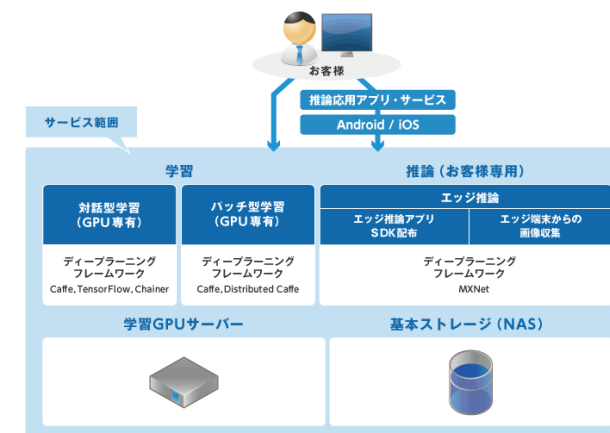 お客様
推論応用アプリ・サービス
Android / iOS
サービス範囲
学習
推論（お客様専用）
対話型学習
（GPU専有）
バッチ型学習
（GPU専有）
エッジ推論
エッジ推論アプリ
SDK配布
エッジ端末からの
画像収集
ディープラーニング
フレームワーク
Caffe,TensorFlow,Chainer
ディープラーニング
フレームワーク
Caffe,Distributed Caffe
ディープラーニング
フレームワーク
MXNet
学習GPUサーバー
基本ストレージ（NAS）